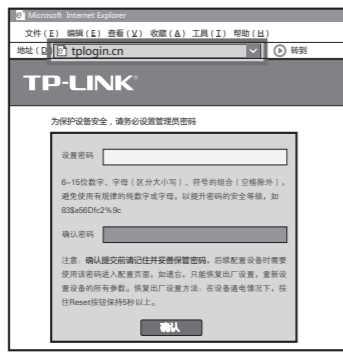 Microsoft Internet Explorer
文件(F) 编辑(E) 查看(V) 收藏(A) 工具(I) 帮助(H)
地址(D) tplogin.cn 转到
TP-LINK®
为保护设备安全，请务必设置管理员密码
设置密码
6-15位数字、字母（区分大小写）、符号的组合（空格除外）。
避免使用有规律的纯数字或字母，以提升密码的安全等级，如
83$a56Dfc2%9c
确认密码
注意：确认提交前请记住并妥善保管密码。后续配置设备时需要
使用该密码进入配置页面，如遗忘，只能恢复出厂设置，重新设
置设备的所有参数。恢复出厂设置方法：在设备通电情况下，按
住Reset按钮保持5秒以上。
确认